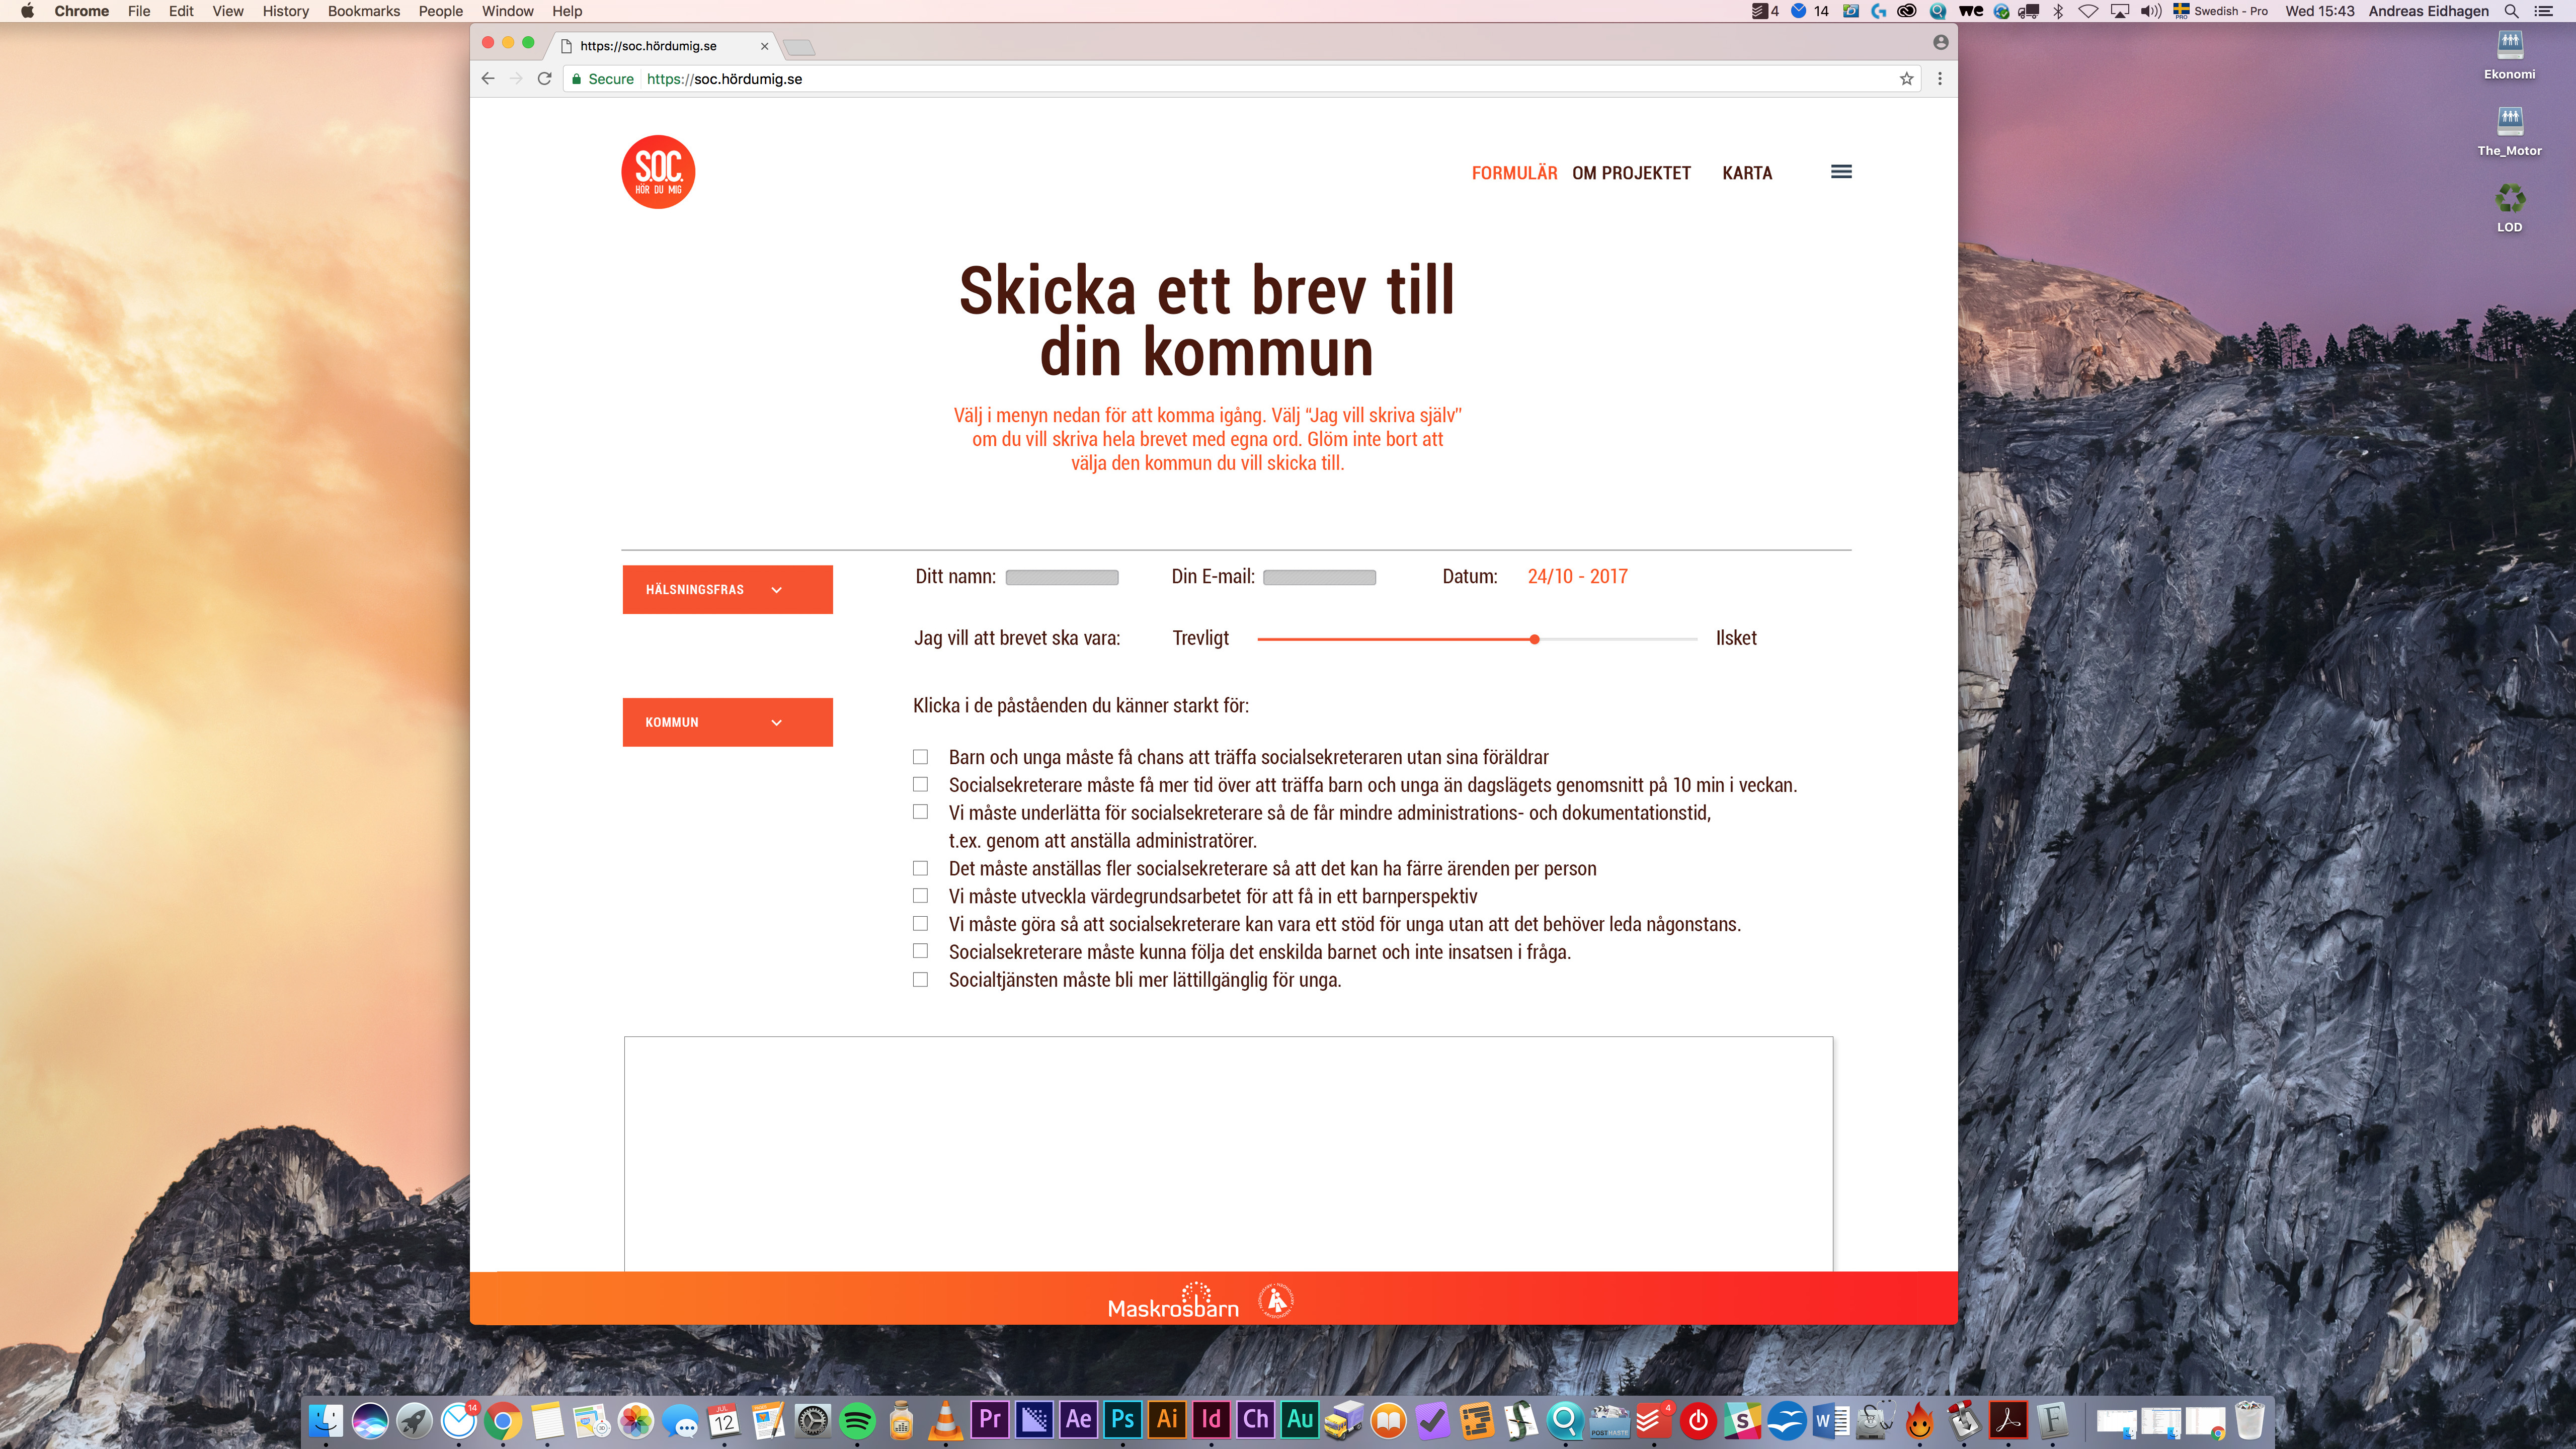 Chrome File Edit View History Bookmarks People Window Help 4 14 Swedish - Pro Wed 15:43 Andreas Eidhagen
https://soc.hördumig.se
Secure https://soc.hördumig.se
Ekonomi
The_Motor
LOD
S.O.C.
HÖR DU MIG
FORMULÄR OM PROJEKTET KARTA
Skicka ett brev till
din kommun
Välj i menyn nedan för att komma igång. Välj “Jag vill skriva själv”
om du vill skriva hela brevet med egna ord. Glöm inte bort att
välja den kommun du vill skicka till.
HÄLSNINGSFRAS
Ditt namn: Din E-mail: Datum: 24/10 - 2017
Jag vill att brevet ska vara: Trevligt Ilsket
KOMMUN
Klicka i de påståenden du känner starkt för:
Barn och unga måste få chans att träffa socialsekreteraren utan sina föräldrar
Socialsekreterare måste få mer tid över att träffa barn och unga än dagslägets genomsnitt på 10 min i veckan.
Vi måste underlätta för socialsekreterare så de får mindre administrations- och dokumentationstid,
t.ex. genom att anställa administratörer.
Det måste anställas fler socialsekreterare så att det kan ha färre ärenden per person
Vi måste utveckla värdegrundsarbetet för att få in ett barnperspektiv
Vi måste göra så att socialsekreterare kan vara ett stöd för unga utan att det behöver leda någonstans.
Socialsekreterare måste kunna följa det enskilda barnet och inte insatsen i fråga.
Socialtjänsten måste bli mer lättillgänglig för unga.
Maskrosbarn
14 JUL 12 Pr Ae Ps Ai Id Ch Au POSTHASTE 4 S W F